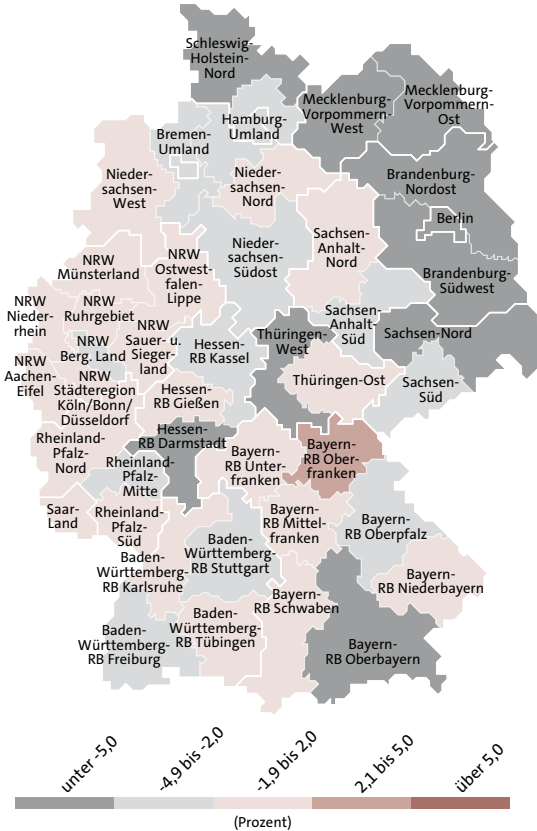 Schleswig-
Holstein-
Nord
Mecklenburg-
Vorpommern-
West
Mecklenburg-
Vorpommern-
Ost
Hamburg-
Umland
Bremen-
Umland
Nieder-
sachsen-
West
Nieder-
sachsen-
Nord
Brandenburg-
Nordost
Berlin
Nieder-
sachsen-
Südost
Sachsen-
Anhalt-
Nord
Brandenburg-
Südwest
NRW
Münsterland
NRW
Ostwest-
falen-
Lippe
NRW
Nieder-
rhein
NRW
Ruhrgebiet
NRW
Berg. Land
NRW
Sauer- u.
Sieger-
land
Hessen-
RB Kassel
Thüringen-
West
Sachsen-
Anhalt-
Süd
Sachsen-Nord
NRW
Aachen-
Eifel
NRW
Städteregion
Köln/Bonn/
Düsseldorf
Hessen-
RB Gießen
Thüringen-Ost
Sachsen-
Süd
Rheinland-
Pfalz-
Nord
Hessen-
RB Darmstadt
Rheinland-
Pfalz-
Mitte
Bayern-
RB Unter-
franken
Bayern-
RB Ober-
franken
Saar-
Land
Rheinland-
Pfalz-
Süd
Bayern-
RB Mittel-
franken
Bayern-
RB Oberpfalz
Baden-
Württemberg-
RB Karlsruhe
Baden-
Württemberg-
RB Stuttgart
Bayern-
RB Niederbayern
Bayern-
RB Schwaben
Baden-
Württemberg-
RB Freiburg
Baden-
Württemberg-
RB Tübingen
Bayern-
RB Oberbayern
unter -5,0
-4,9 bis -2,0
-1,9 bis 2,0
2,1 bis 5,0
über 5,0
(Prozent)